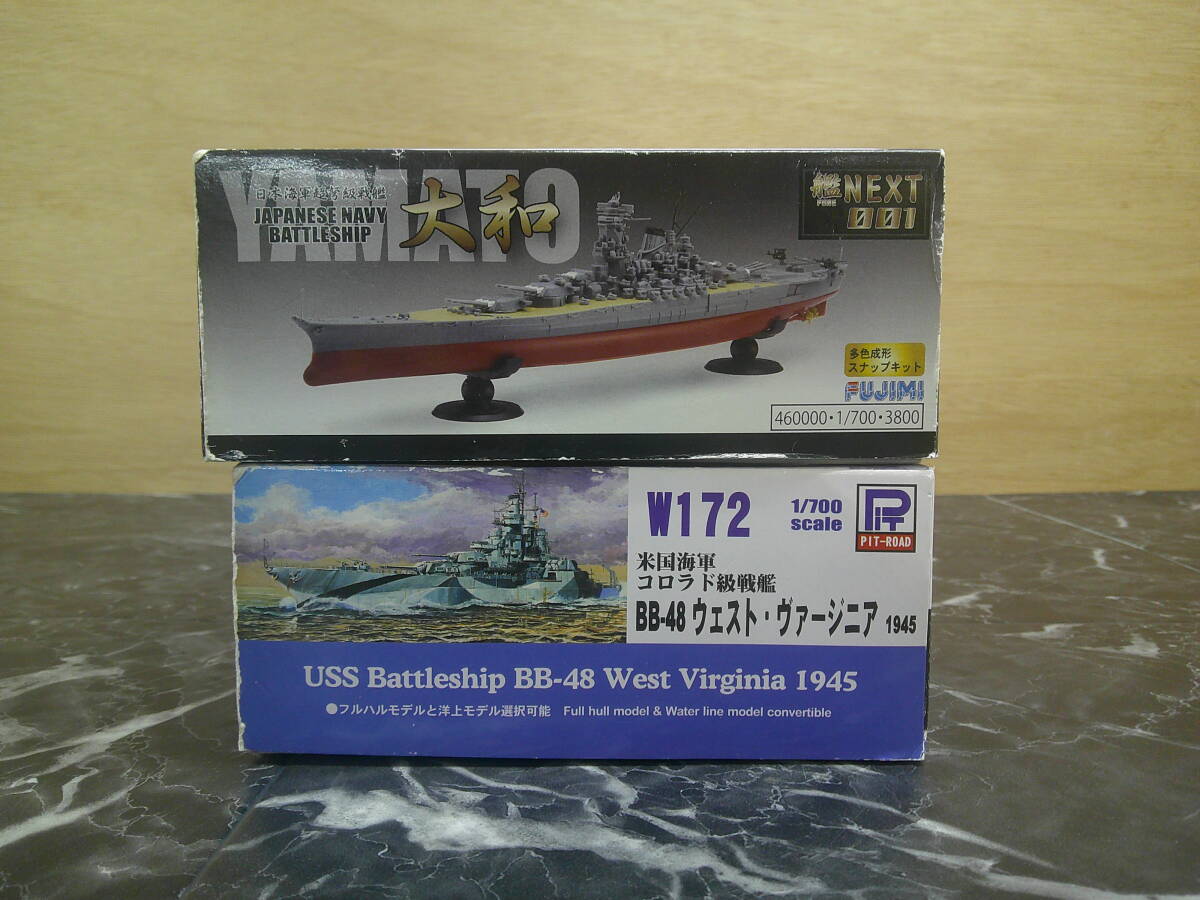 YAMATO
日本海軍超弩級戦艦
JAPANESE NAVY
BATTLESHIP
大和
艦 NEXT
001
多色成形
スナップキット
FUJIMI
460000・1/700・3800
W172
1/700
scale
PIT
PIT-ROAD
米国海軍
コロラド級戦艦
BB-48 ウェスト・ヴァージニア 1945
USS Battleship BB-48 West Virginia 1945
●フルハルモデルと洋上モデル選択可能 Full hull model & Water line model convertible